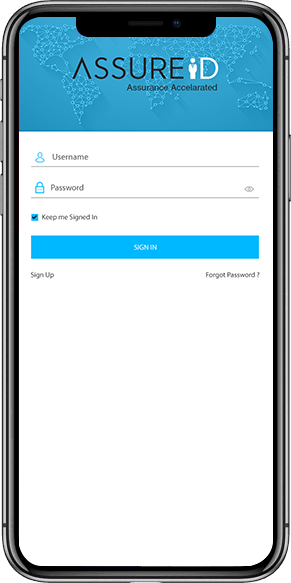 ASSUREiD
Assurance Accelarated
Username
Password
Keep me Signed In
SIGN IN
Sign Up
Forgot Password ?